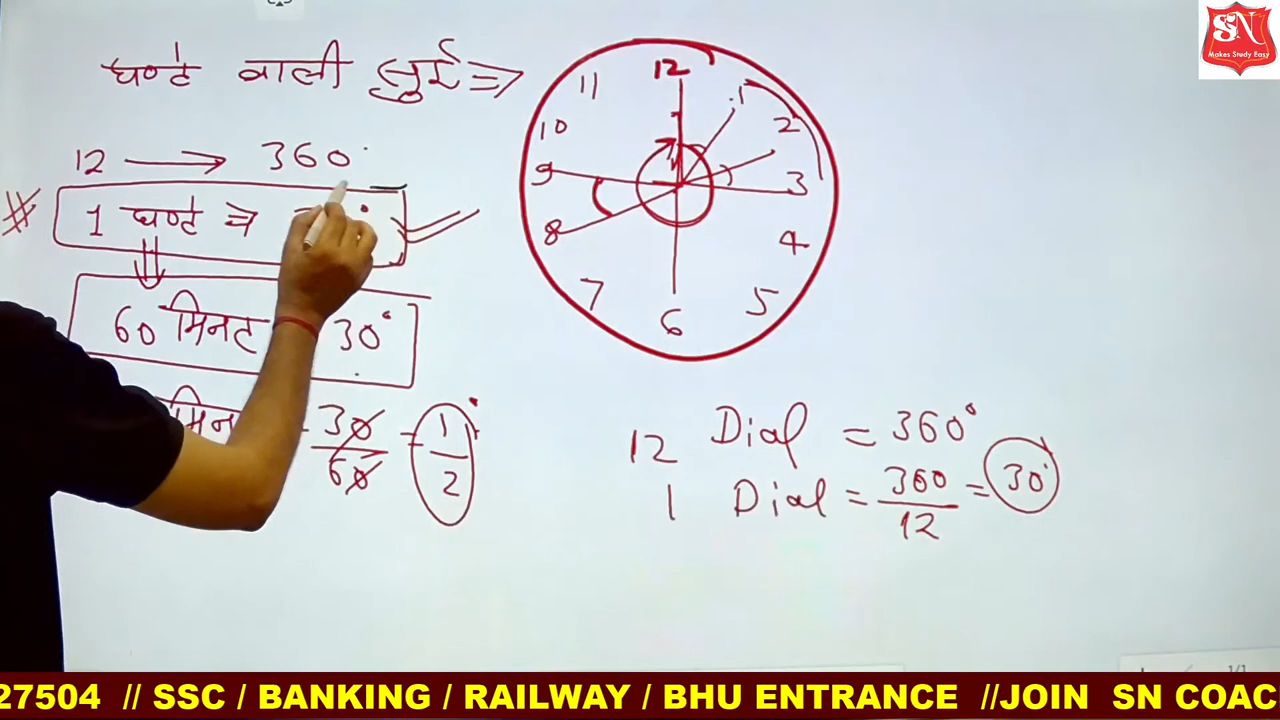 घण्टे वाली सुई ⇒
12 → 360°
1 घण्टे ⇒
60 मिनट 30°
मिन 30/60 = 1/2°
12
11
1
10
2
9
3
8
4
7
5
6
12 Dial = 360°
1 Dial = 360/12 = 30°
SN
Makes Study Easy
27504 // SSC / BANKING / RAILWAY / BHU ENTRANCE //JOIN SN COAC